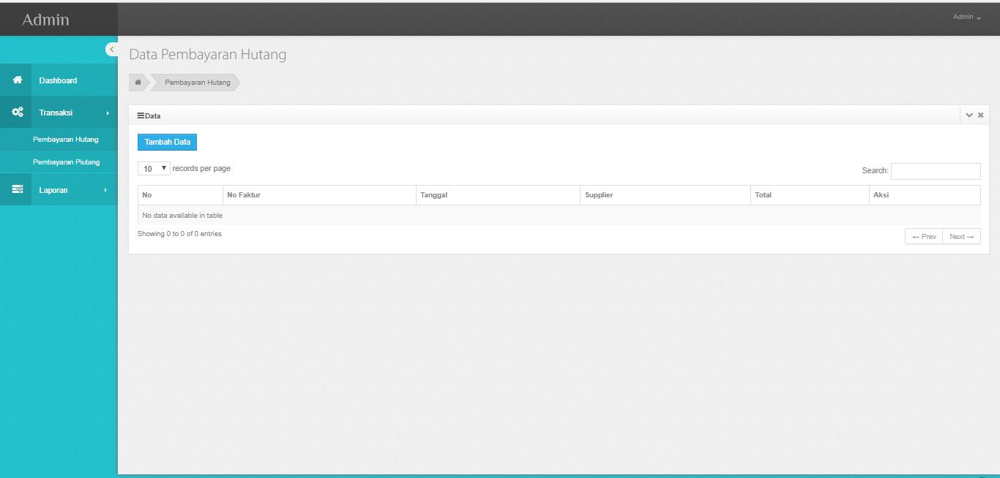 Admin
Admin
Data Pembayaran Hutang
Dashboard
Pembayaran Hutang
Transaksi
Data
Pembayaran Hutang
Tambah Data
Pembayaran Piutang
10 records per page
Search:
Laporan
No No Faktur Tanggal Supplier Total Aksi
No data available in table
Showing 0 to 0 of 0 entries
← Prev Next →